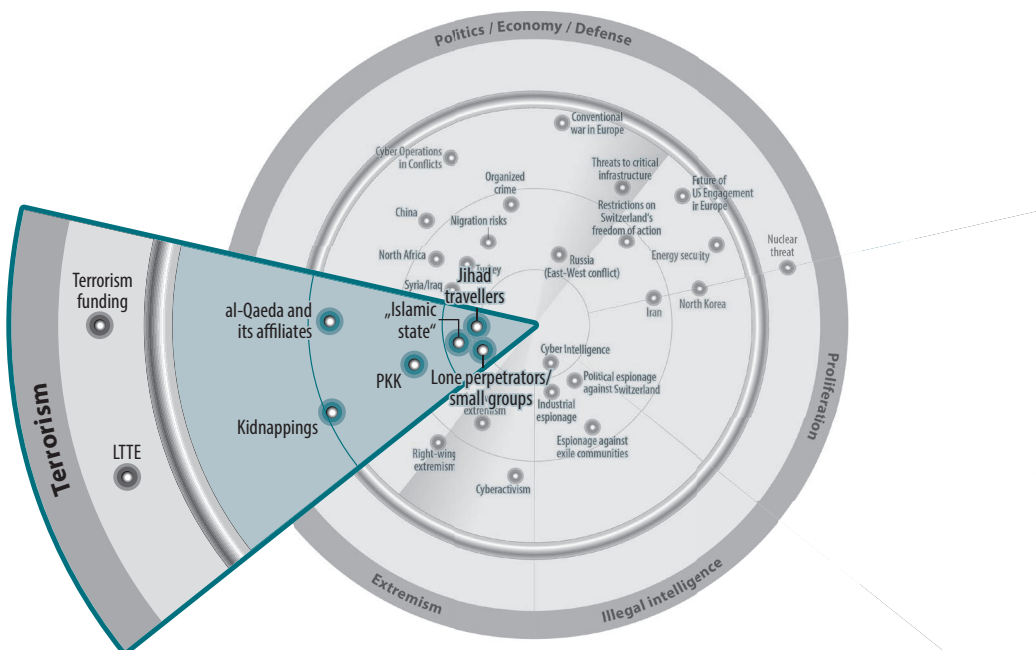 Politics / Economy / Defense
Conventional
war in Europe
Cyber Operations
in Conflicts
Threats to critical
infrastructure
Organized
crime
Future of
US Engagement
in Europe
Restrictions on
Switzerland's
freedom of action
China
Nigration risks
Nuclear
threat
North Africa
Energy security
Russia
(East-West conflict)
Turkey
Syria/Iraq
Jihad
travellers
Iran
North Korea
Terrorism
funding
al-Qaeda and
its affiliates
„Islamic
state“
Cyber Intelligence
PKK
Lone perpetrators/
small groups
Political espionage
against Switzerland
extremism
Industrial
espionage
Proliferation
Kidnappings
Espionage against
exile communities
Right-wing
extremism
LTTE
Terrorism
Cyberactivism
Extremism
Illegal intelligence